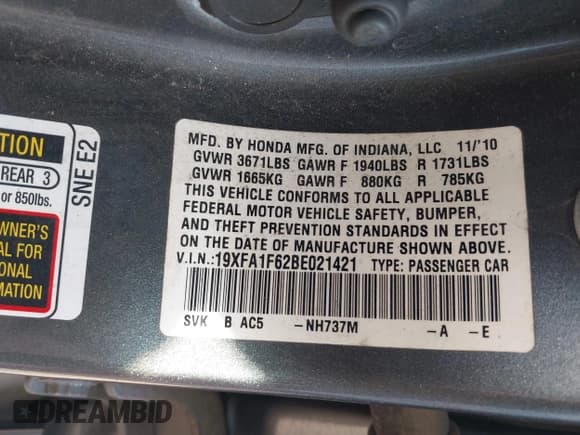 TION
REAR 3
or 850lbs.
WNER'S
AL FOR
IONAL
RMATION
SNE E2
MFD. BY HONDA MFG. OF INDIANA, LLC 11/'10
GVWR 3671LBS GAWR F 1940LBS R 1731LBS
GVWR 1665KG GAWR F 880KG R 785KG
THIS VEHICLE CONFORMS TO ALL APPLICABLE
FEDERAL MOTOR VEHICLE SAFETY, BUMPER,
AND THEFT PREVENTION STANDARDS IN EFFECT
ON THE DATE OF MANUFACTURE SHOWN ABOVE.
V.I.N.:19XFA1F62BE021421 TYPE: PASSENGER CAR
SVK B AC5 -NH737M -A -E
DREAMBID